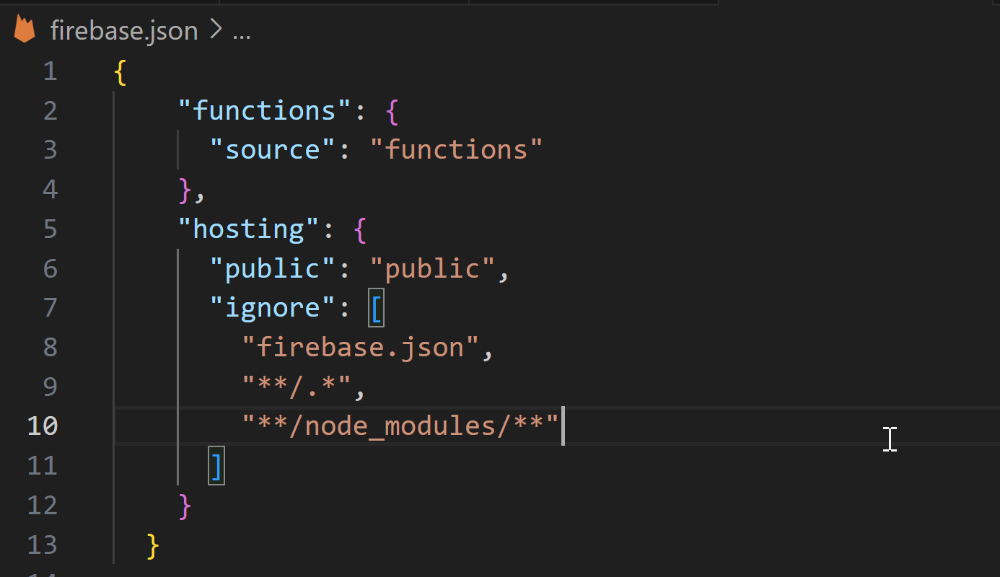 firebase.json > ...
1 {
2 "functions": {
3 "source": "functions"
4 },
5 "hosting": {
6 "public": "public",
7 "ignore": [
8 "firebase.json",
9 "**/.*",
10 "**/node_modules/**"
11 ]
12 }
13 }